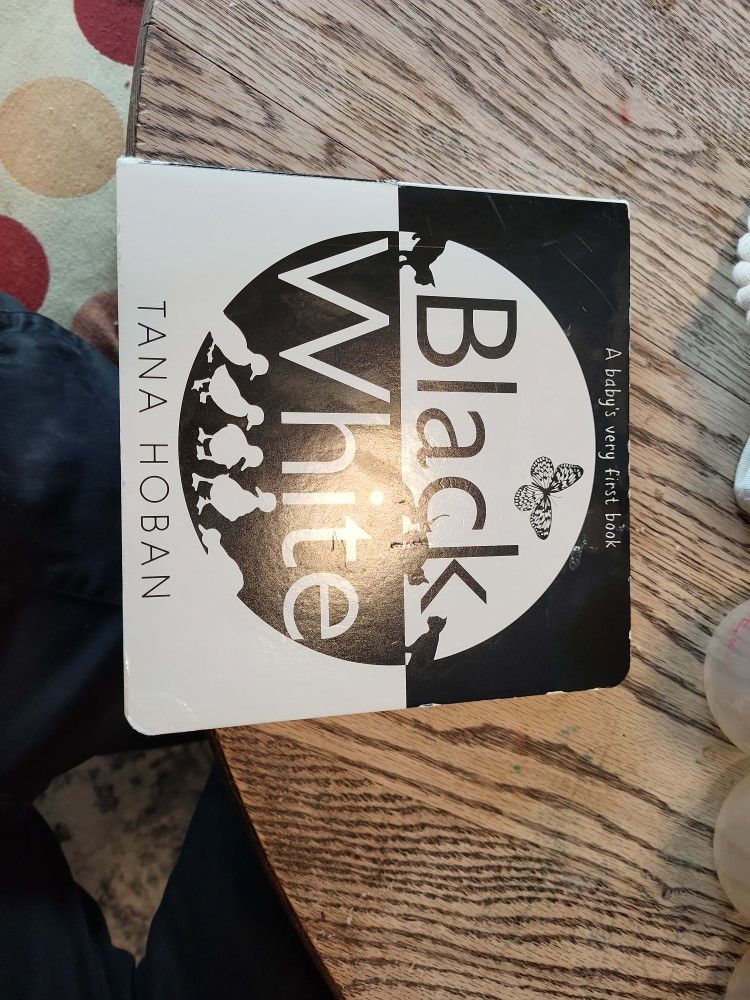 A baby's very first book
Black
White
TANA HOBAN